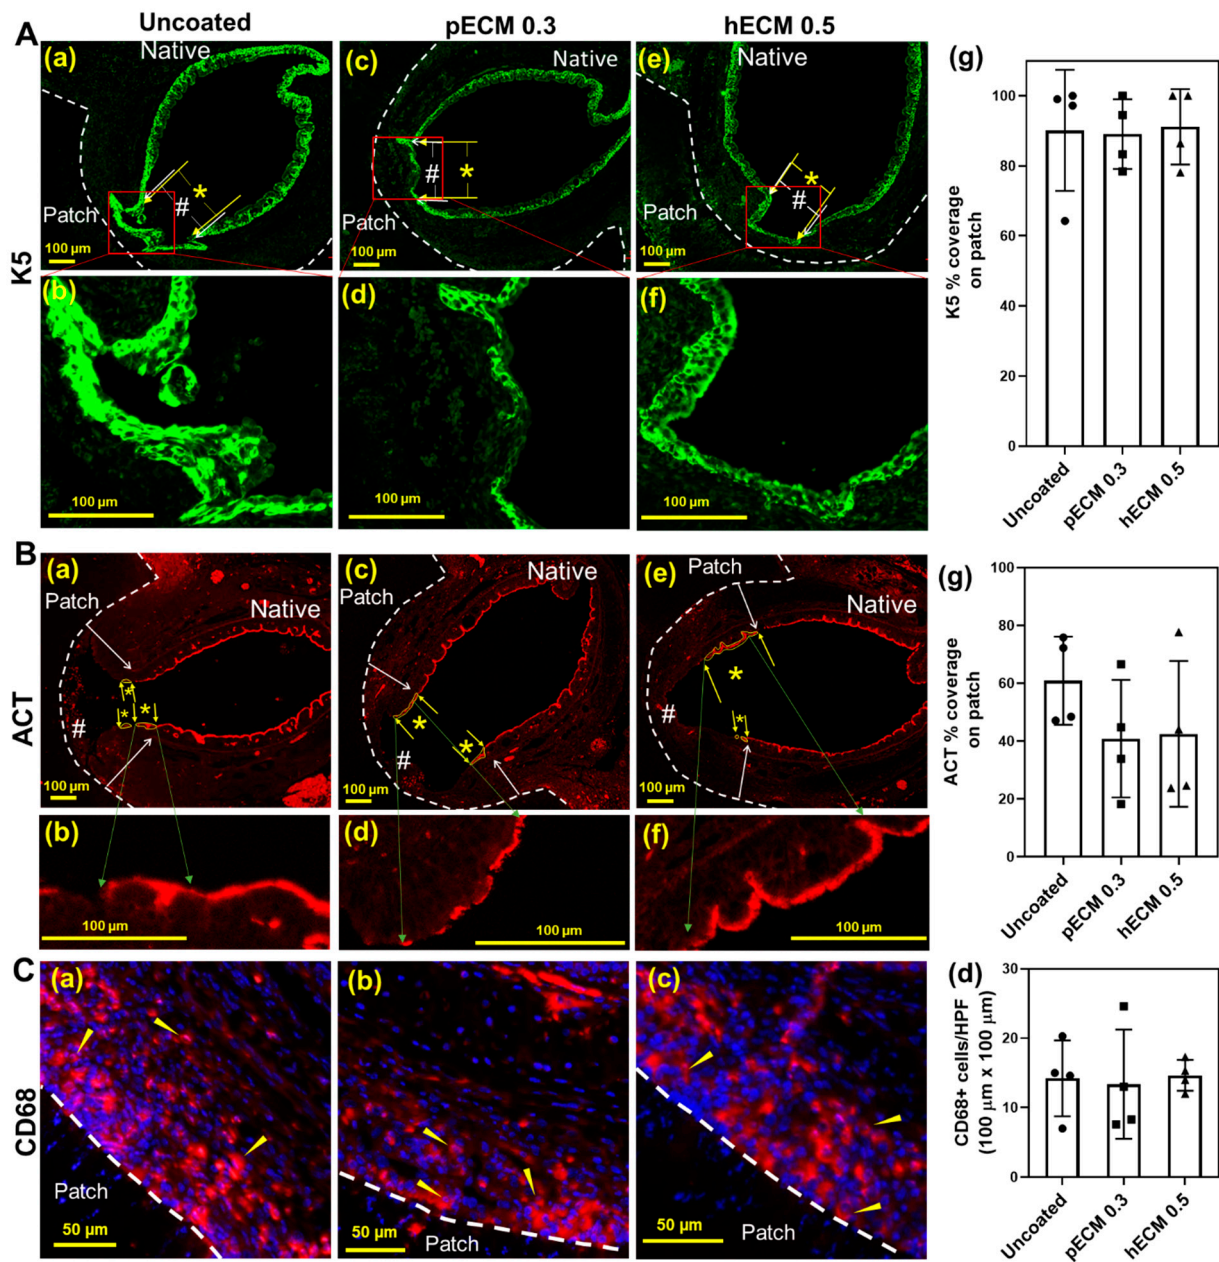 A
Uncoated
pECM 0.3
hECM 0.5
K5
(a)
Native
*
#
Patch
100 µm
(c)
Native
#
*
Patch
100 µm
(e)
Native
*
#
Patch
100 µm
(b)
100 µm
(d)
100 µm
(f)
100 µm
(g)
K5 % coverage
on patch
100
80
60
40
20
0
Uncoated
pECM 0.3
hECM 0.5
B
ACT
(a)
Patch
Native
*
* *
#
100 µm
(c)
Native
Patch
*
*
#
100 µm
(e)
Patch
Native
*
#
*
100 µm
(b)
100 µm
(d)
100 µm
(f)
100 µm
(g)
ACT % coverage
on patch
100
80
60
40
20
0
Uncoated
pECM 0.3
hECM 0.5
C
CD68
(a)
Patch
50 µm
(b)
50 µm
Patch
(c)
50 µm
Patch
(d)
CD68+ cells/HPF
(100 µm x 100 µm)
30
20
10
0
Uncoated
pECM 0.3
hECM 0.5